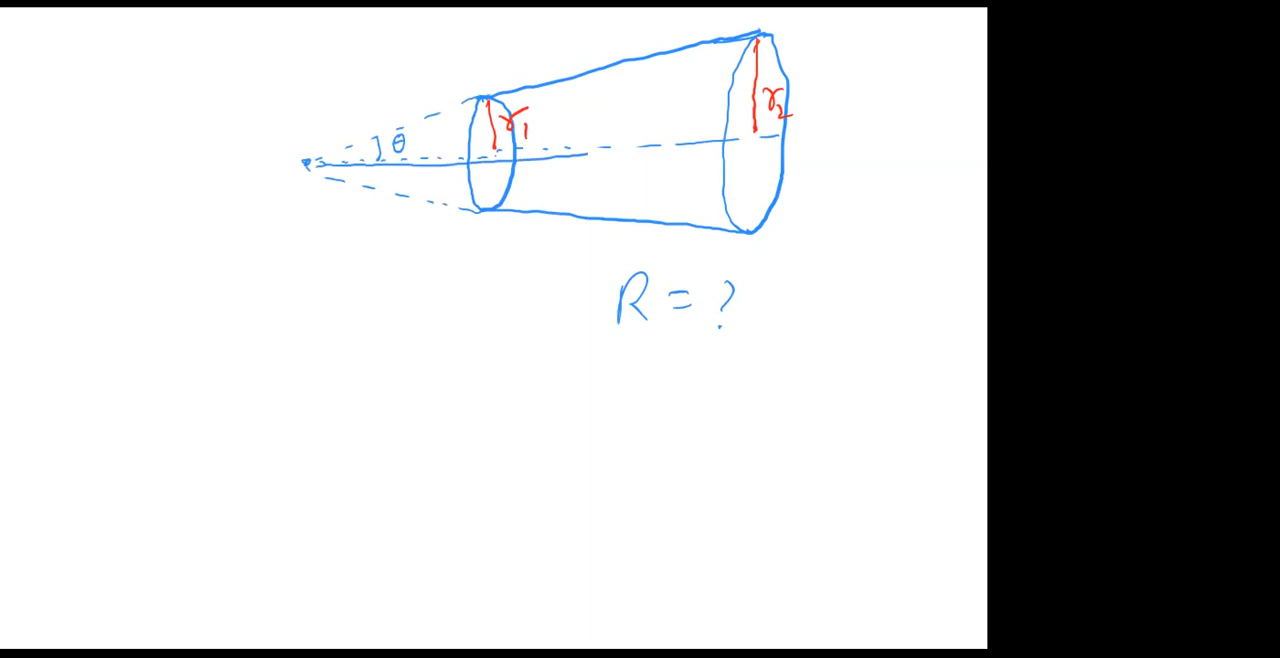 θ
r₁
r₂
R = ?